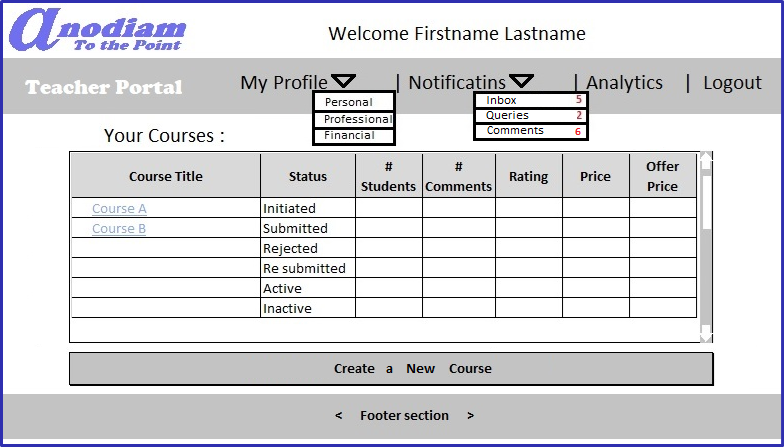 Anodiam
To the Point
Welcome Firstname Lastname
Teacher Portal
My Profile | Notificatins | Analytics | Logout
Personal
Professional
Financial
Inbox 5
Queries 2
Comments 6
Your Courses :
Course Title Status # Students # Comments Rating Price Offer Price
Course A Initiated
Course B Submitted
Rejected
Re submitted
Active
Inactive
Create a New Course
< Footer section >